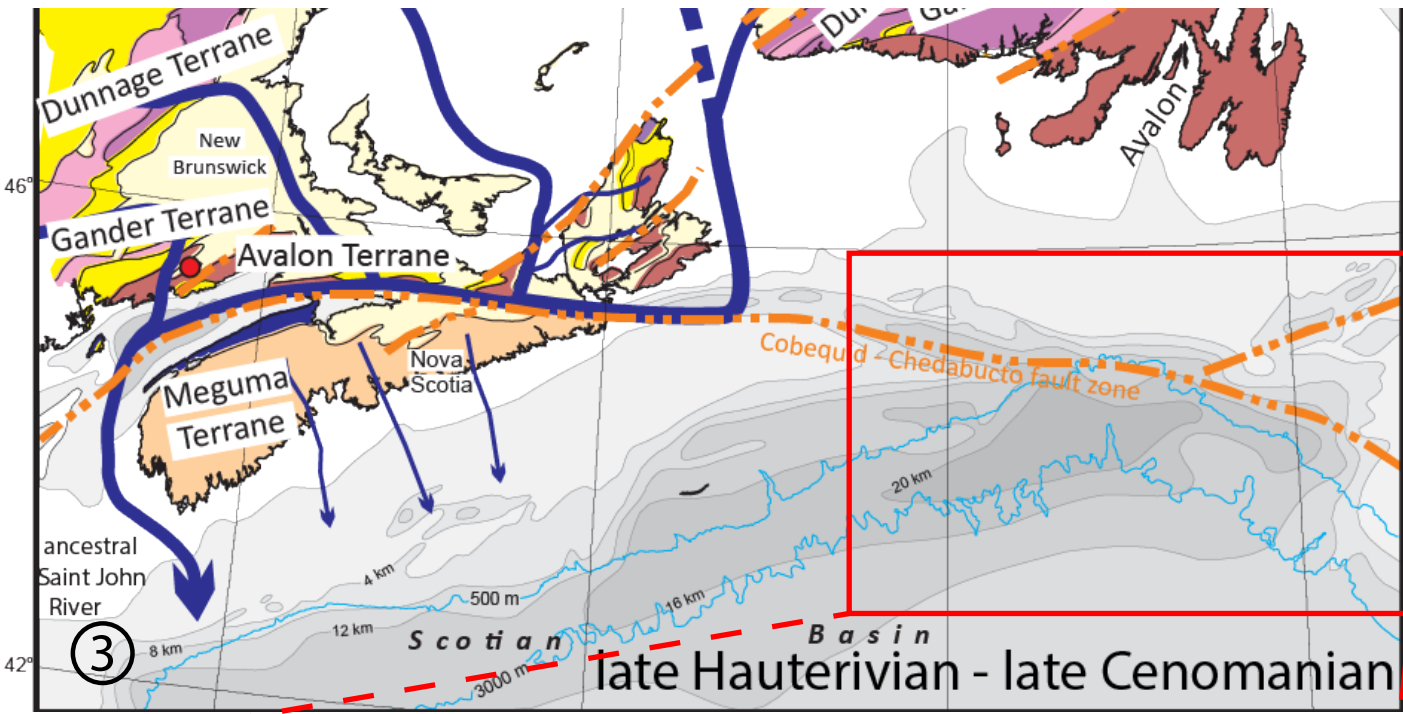 Dunnage Terrane
Du
Ga
Avalon
New
Brunswick
46°
Gander Terrane
Avalon Terrane
Cobequid - Chedabucto fault zone
Nova
Scotia
Meguma
Terrane
20 km
ancestral
Saint John
River
4 km
500 m
16 km
12 km
8 km
Scotian
Basin
3
42°
3000 m
late Hauterivian - late Cenomanian